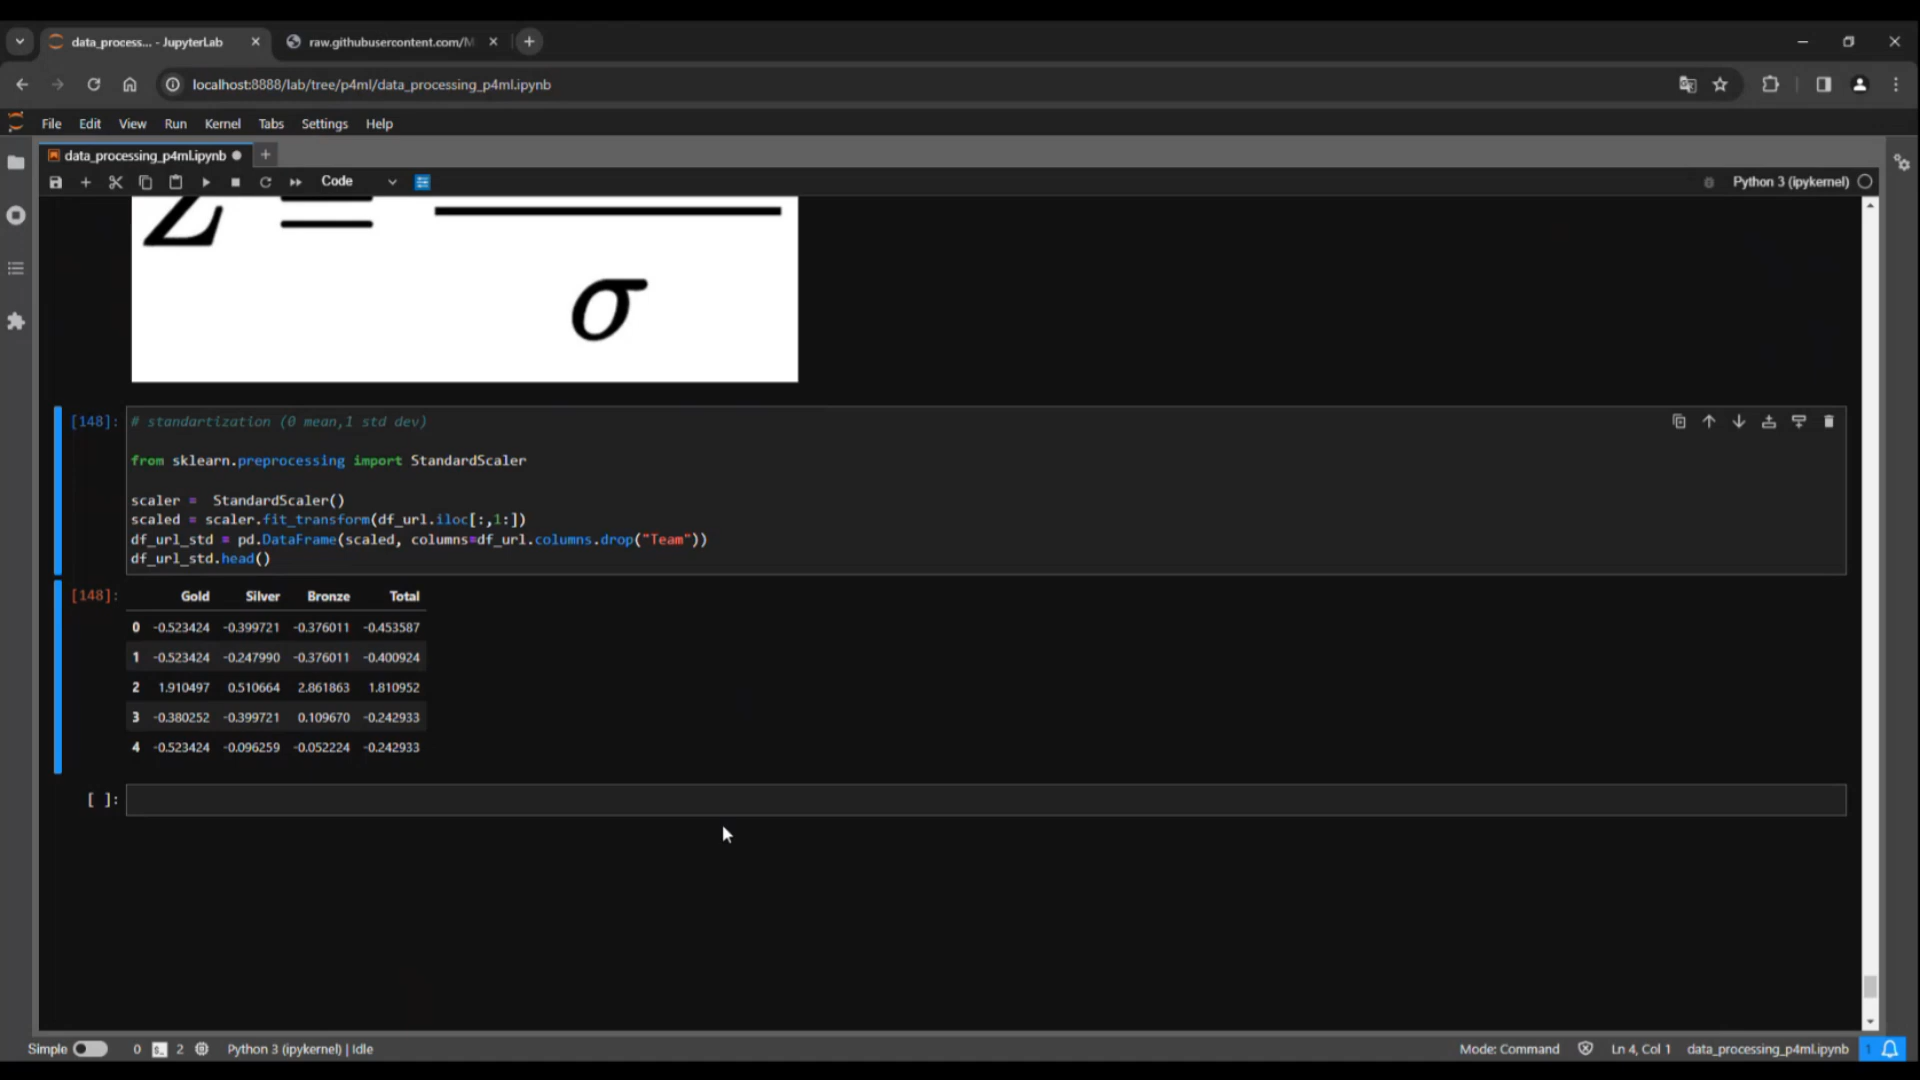 data_process... - JupyterLab
raw.githubusercontent.com/M
localhost:8888/lab/tree/p4ml/data_processing_p4ml.ipynb
File Edit View Run Kernel Tabs Settings Help
data_processing_p4ml.ipynb
Code
Python 3 (ipykernel)
σ
[148]:
# standartization (0 mean,1 std dev)
from sklearn.preprocessing import StandardScaler
scaler =  StandardScaler()
scaled = scaler.fit_transform(df_url.iloc[:,1:])
df_url_std = pd.DataFrame(scaled, columns=df_url.columns.drop("Team"))
df_url_std.head()
[148]:
Gold Silver Bronze Total
0 -0.523424 -0.399721 -0.376011 -0.453587
1 -0.523424 -0.247990 -0.376011 -0.400924
2 1.910497 0.510664 2.861863 1.810952
3 -0.380252 -0.399721 0.109670 -0.242933
4 -0.523424 -0.096259 -0.052224 -0.242933
[ ]:
Simple 0 2 Python 3 (ipykernel) | Idle Mode: Command Ln 4, Col 1 data_processing_p4ml.ipynb 1